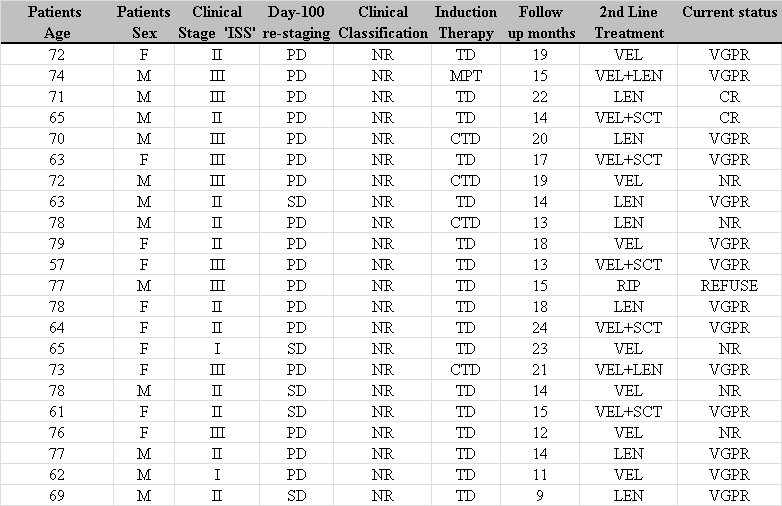 Patients Age Patients Sex Clinical Stage 'ISS' Day-100 re-staging Clinical Classification Induction Therapy Follow up months 2nd Line Treatment Current status
72 F II PD NR TD 19 VEL VGPR
74 M III PD NR MPT 15 VEL+LEN VGPR
71 M III PD NR TD 22 LEN CR
65 M II PD NR TD 14 VEL+SCT CR
70 M III PD NR CTD 20 LEN VGPR
63 F III PD NR TD 17 VEL+SCT VGPR
72 M III PD NR CTD 19 VEL NR
63 M II SD NR TD 14 LEN VGPR
78 M II PD NR CTD 13 LEN NR
79 F II PD NR TD 18 VEL VGPR
57 F III PD NR TD 13 VEL+SCT VGPR
77 M III PD NR TD 15 RIP REFUSE
78 F II PD NR TD 18 LEN VGPR
64 F II PD NR TD 24 VEL+SCT VGPR
65 F I SD NR TD 23 VEL NR
73 F III PD NR CTD 21 VEL+LEN VGPR
78 M II SD NR TD 14 VEL NR
61 F II SD NR TD 15 VEL+SCT VGPR
76 F III PD NR TD 12 VEL NR
77 M II PD NR TD 14 LEN VGPR
62 M I PD NR TD 11 VEL VGPR
69 M II SD NR TD 9 LEN VGPR